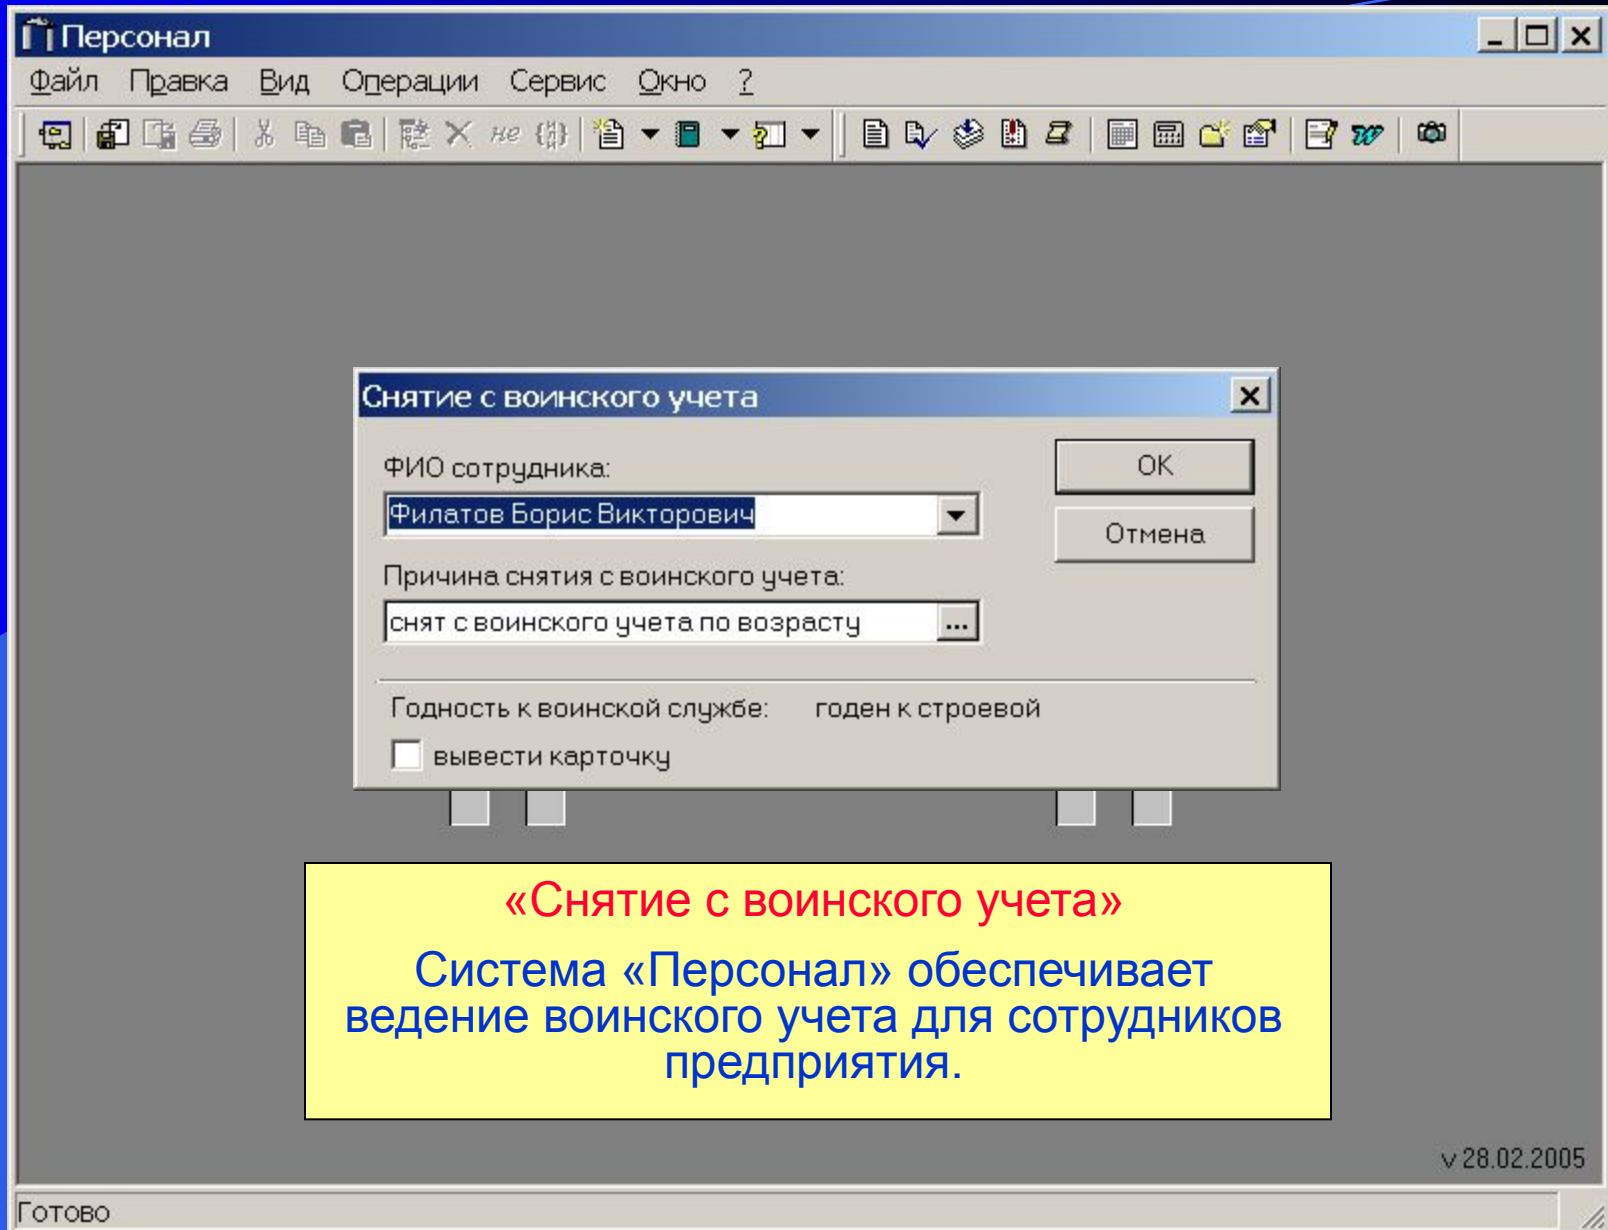 Персонал
Файл Правка Вид Операции Сервис Окно ?
не {#}
Снятие с воинского учета
ФИО сотрудника:
OK
Филатов Борис Викторович
Отмена
Причина снятия с воинского учета:
снят с воинского учета по возрасту ...
Годность к воинской службе: годен к строевой
вывести карточку
«Снятие с воинского учета»
Система «Персонал» обеспечивает
ведение воинского учета для сотрудников
предприятия.
v 28.02.2005
Готово